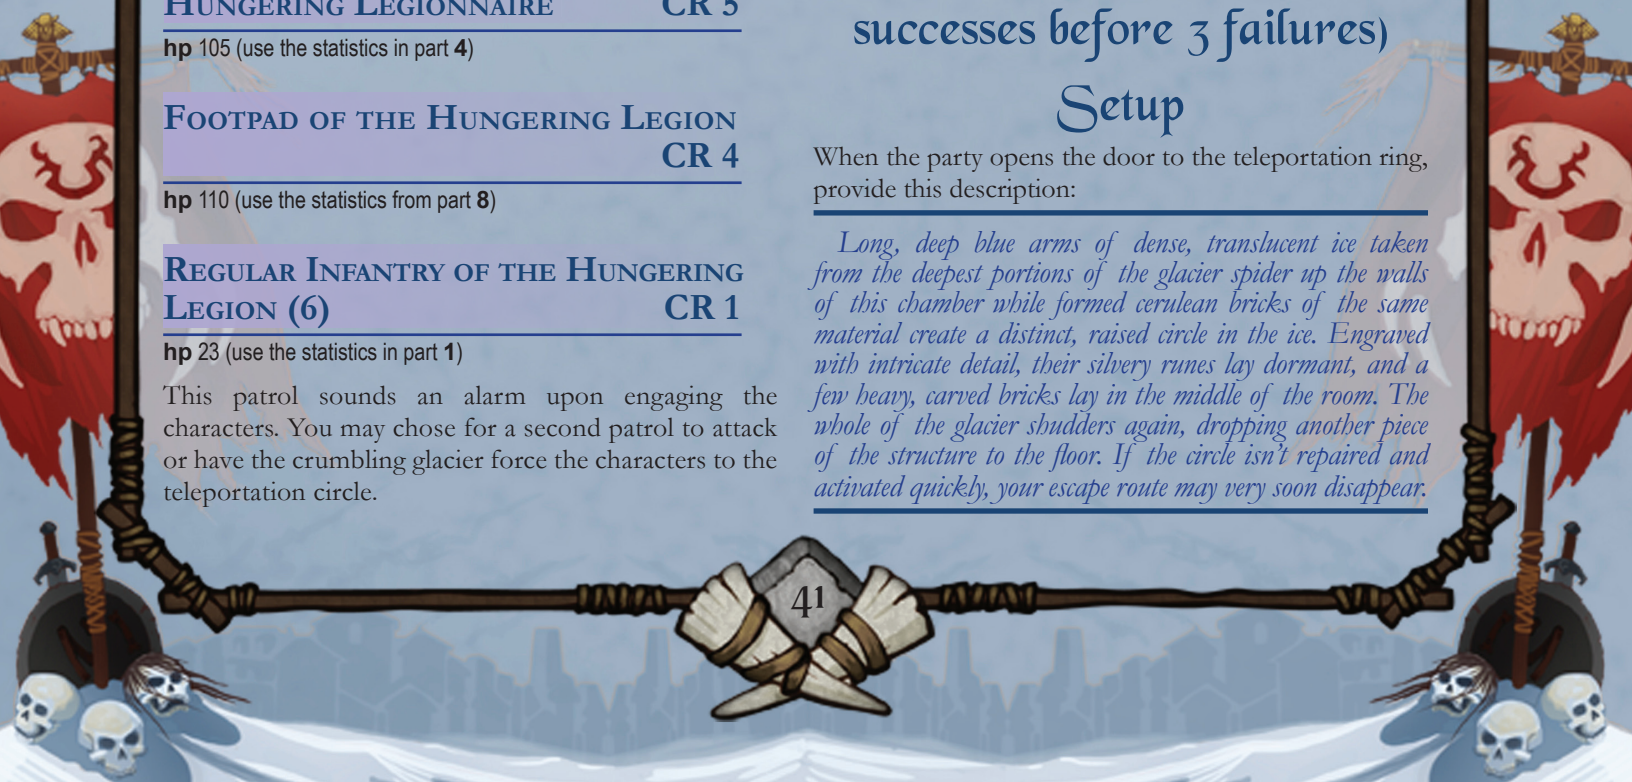 Hungering Legionnaire CR 5
hp 105 (use the statistics in part 4)
Footpad of the Hungering Legion
CR 4
hp 110 (use the statistics from part 8)
Regular Infantry of the Hungering
Legion (6) CR 1
hp 23 (use the statistics in part 1)
This patrol sounds an alarm upon engaging the
characters. You may chose for a second patrol to attack
or have the crumbling glacier force the characters to the
teleportation circle.
successes before 3 failures)
Setup
When the party opens the door to the teleportation ring,
provide this description:
Long, deep blue arms of dense, translucent ice taken
from the deepest portions of the glacier spider up the walls
of this chamber while formed cerulean bricks of the same
material create a distinct, raised circle in the ice. Engraved
with intricate detail, their silvery runes lay dormant, and a
few heavy, carved bricks lay in the middle of the room. The
whole of the glacier shudders again, dropping another piece
of the structure to the floor. If the circle isn't repaired and
activated quickly, your escape route may very soon disappear.
41